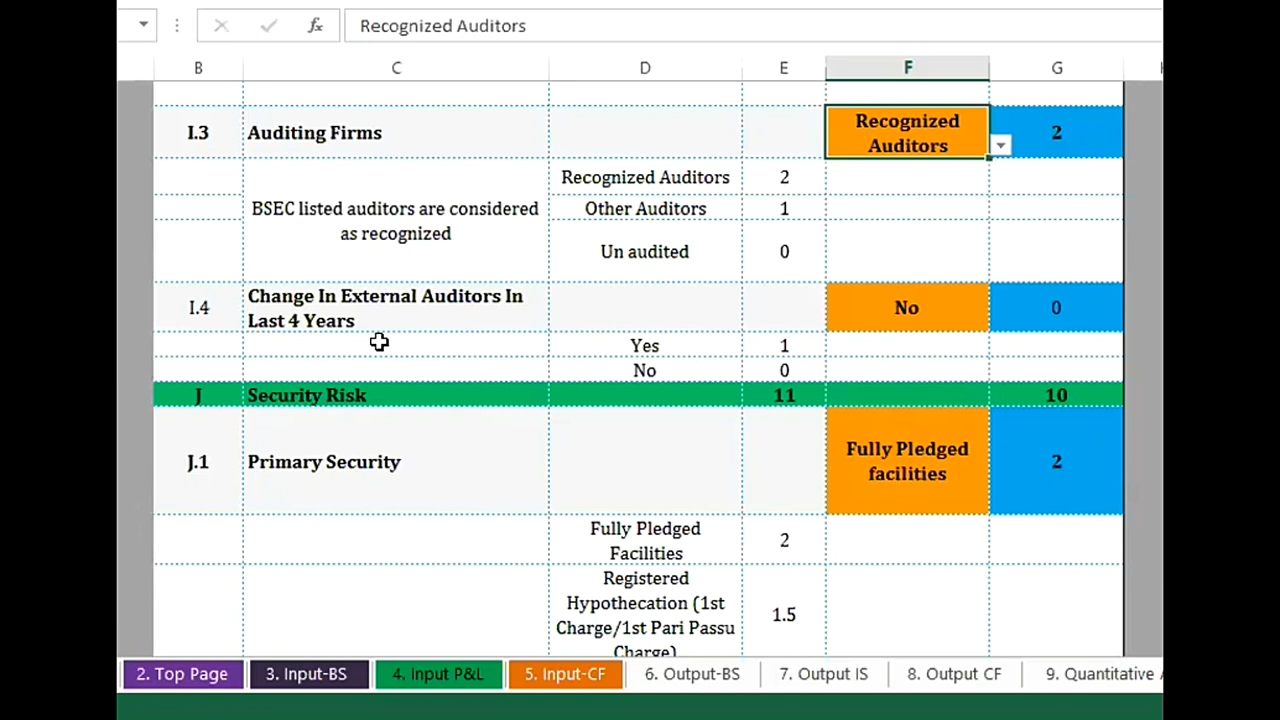 fx Recognized Auditors
B C D E F G
I.3 Auditing Firms Recognized 2
Auditors
Recognized Auditors 2
BSEC listed auditors are considered Other Auditors 1
as recognized
Un audited 0
I.4 Change In External Auditors In No 0
Last 4 Years
Yes 1
No 0
J Security Risk 11 10
J.1 Primary Security Fully Pledged 2
facilities
Fully Pledged 2
Facilities
Registered
Hypothecation (1st 1.5
Charge/1st Pari Passu
Charge)
2. Top Page 3. Input-BS 4. Input P&L 5. Input-CF 6. Output-BS 7. Output IS 8. Output CF 9. Quantitative